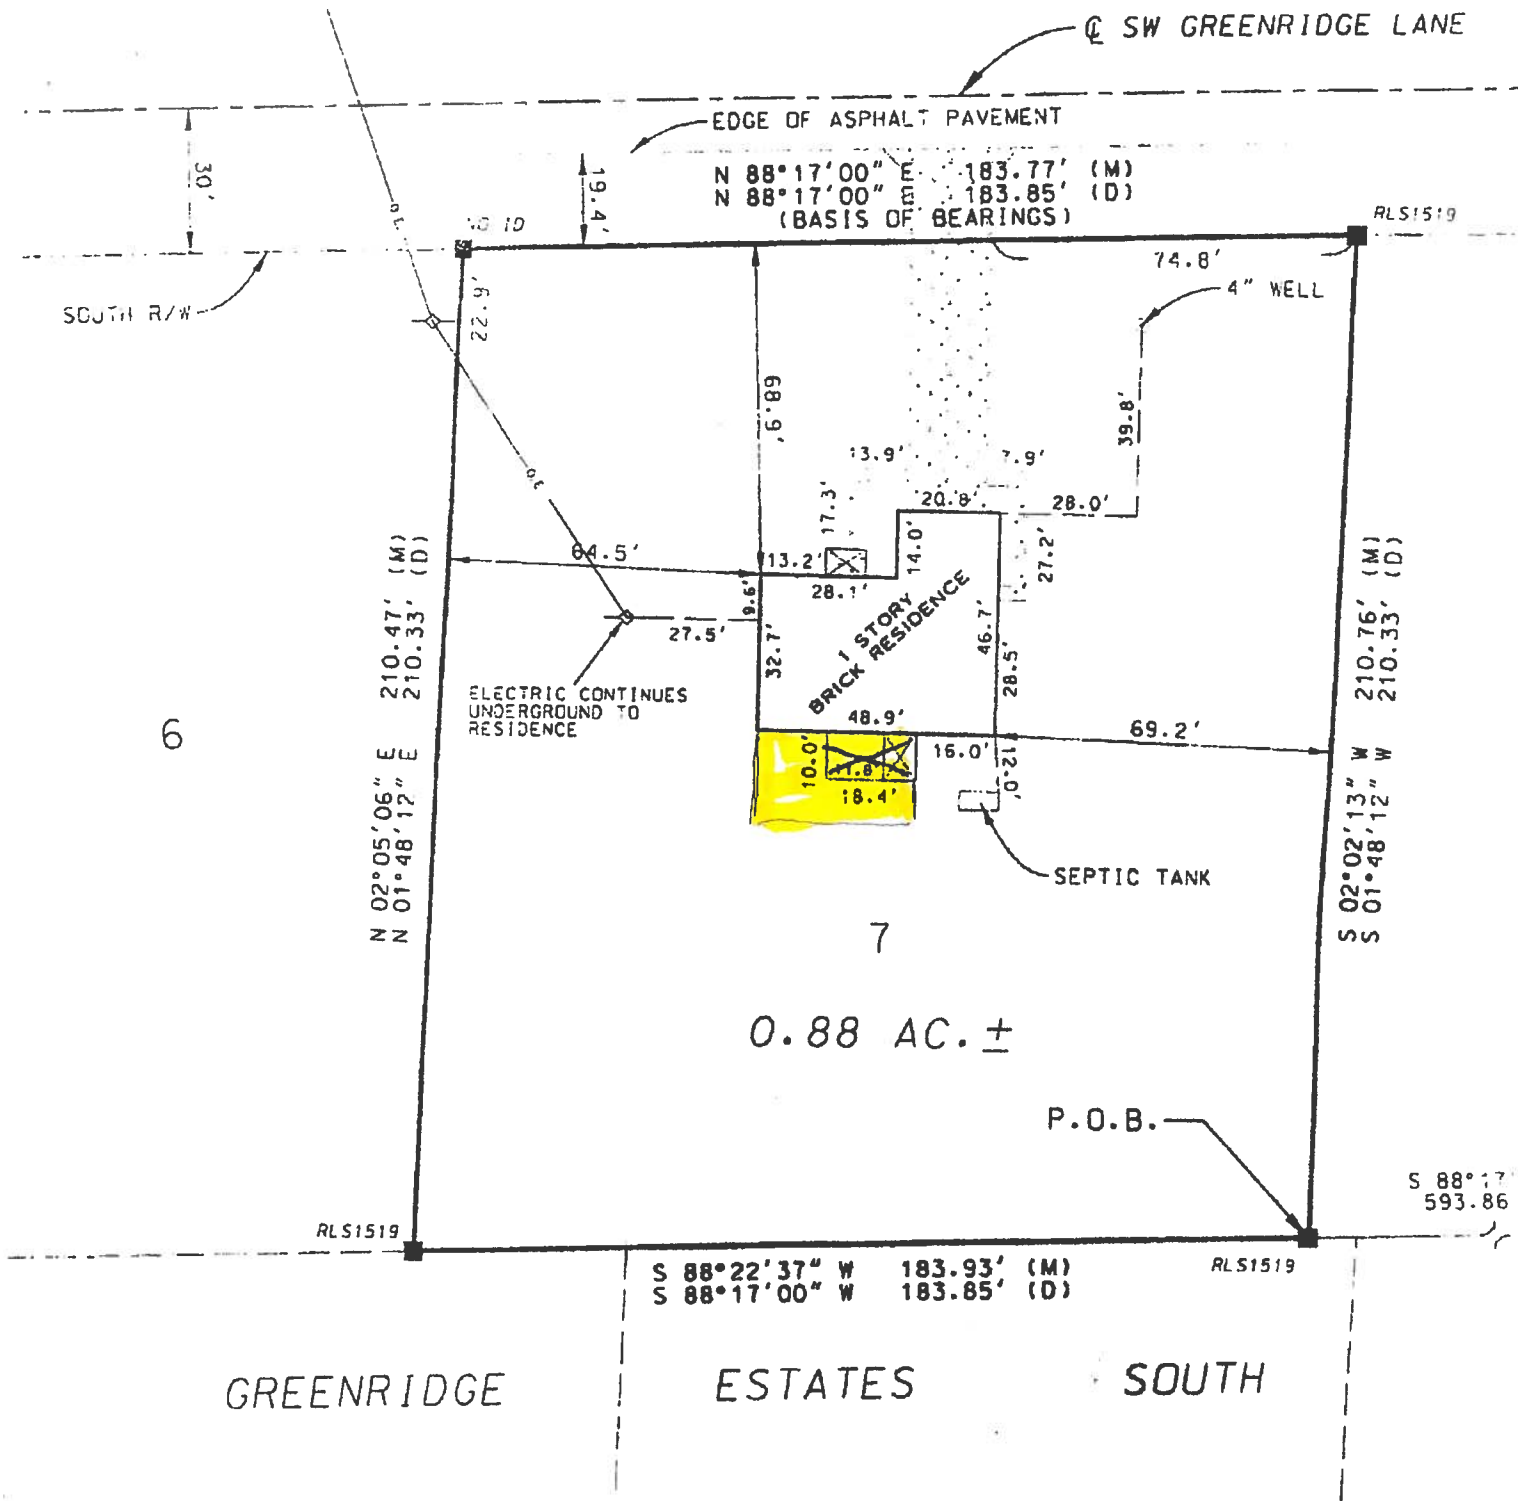 ℄ SW GREENRIDGE LANE
EDGE OF ASPHALT PAVEMENT
N 88°17'00" E 183.77' (M)
N 88°17'00" E 183.85' (D)
(BASIS OF BEARINGS)
30'
19.4'
NO ID
RLS1519
74.8'
4" WELL
SOUTH R/W
22.6'
68.9'
39.8'
13.9'
7.9'
17.3'
20.8'
28.0'
64.5'
13.2'
28.1'
14.0'
27.2'
9.6'
27.5'
32.7'
1 STORY
BRICK RESIDENCE
46.7'
28.5'
N 02°05'06" E 210.47' (M)
N 01°48'12" E 210.33' (D)
S 02°02'13" W 210.76' (M)
S 01°48'12" W 210.33' (D)
ELECTRIC CONTINUES
UNDERGROUND TO
RESIDENCE
6
48.9'
69.2'
10.0'
16.0'
12.0'
18.4'
SEPTIC TANK
7
0.88 AC.±
P.O.B.
S 88°17'
593.86
RLS1519
RLS1519
S 88°22'37" W 183.93' (M)
S 88°17'00" W 183.85' (D)
GREENRIDGE ESTATES SOUTH